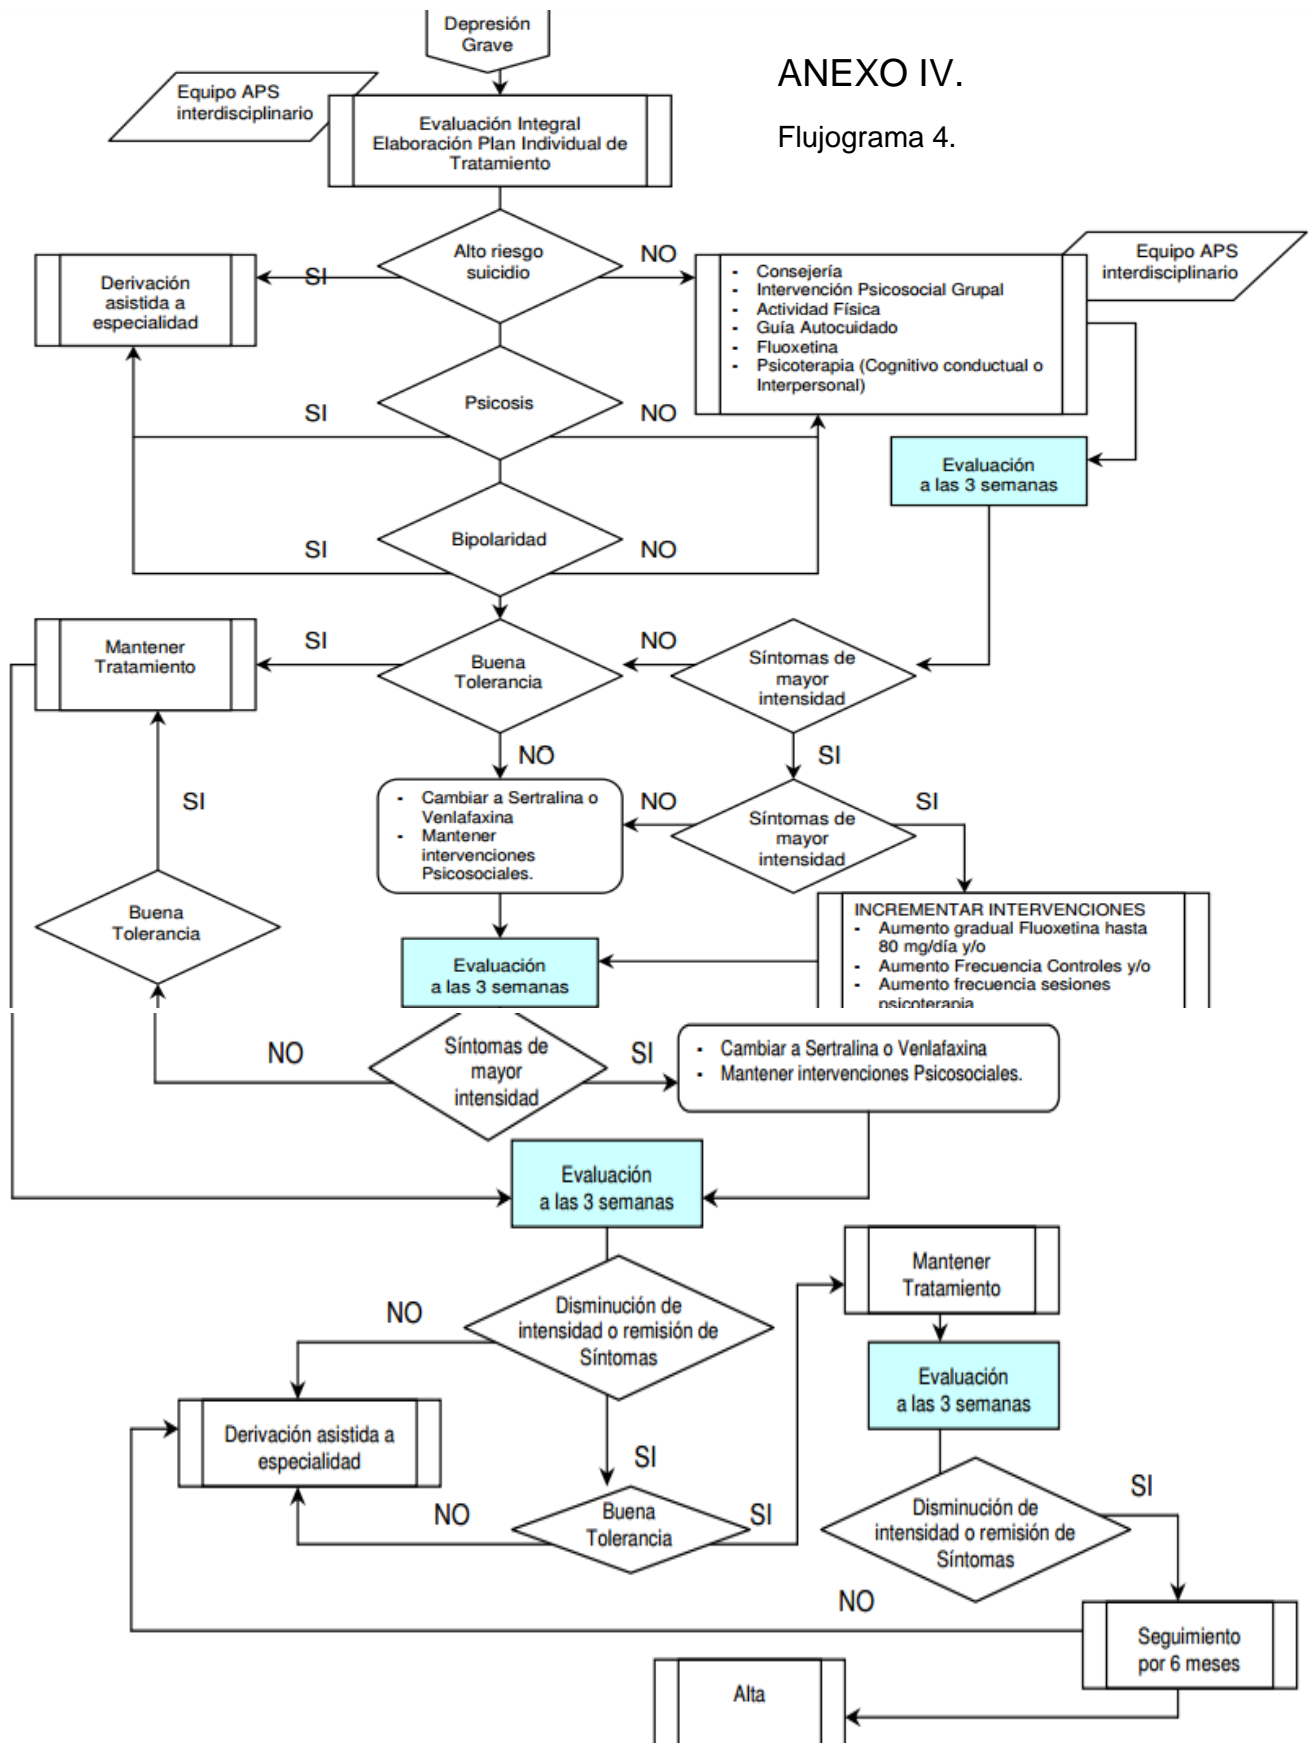 Depresión
Grave
ANEXO IV.
Flujograma 4.
Equipo APS
interdisciplinario
Evaluación Integral
Elaboración Plan Individual de
Tratamiento
Alto riesgo
suicidio
SI
NO
Derivación
asistida a
especialidad
- Consejería
- Intervención Psicosocial Grupal
- Actividad Física
- Guía Autocuidado
- Fluoxetina
- Psicoterapia (Cognitivo conductual o
Interpersonal)
Equipo APS
interdisciplinario
Psicosis
SI
NO
Evaluación
a las 3 semanas
Bipolaridad
SI
NO
Mantener
Tratamiento
SI
Buena
Tolerancia
NO
Síntomas de
mayor
intensidad
NO
SI
- Cambiar a Sertralina o
Venlafaxina
- Mantener
intervenciones
Psicosociales.
NO
Síntomas de
mayor
intensidad
SI
SI
Buena
Tolerancia
INCREMENTAR INTERVENCIONES
- Aumento gradual Fluoxetina hasta
80 mg/día y/o
- Aumento Frecuencia Controles y/o
- Aumento frecuencia sesiones
psicoterapia
Evaluación
a las 3 semanas
NO
Síntomas de
mayor
intensidad
SI
- Cambiar a Sertralina o Venlafaxina
- Mantener intervenciones Psicosociales.
Evaluación
a las 3 semanas
Mantener
Tratamiento
NO
Disminución de
intensidad o remisión de
Síntomas
Evaluación
a las 3 semanas
Derivación asistida a
especialidad
SI
NO
Buena
Tolerancia
SI
Disminución de
intensidad o remisión de
Síntomas
SI
NO
Seguimiento
por 6 meses
Alta